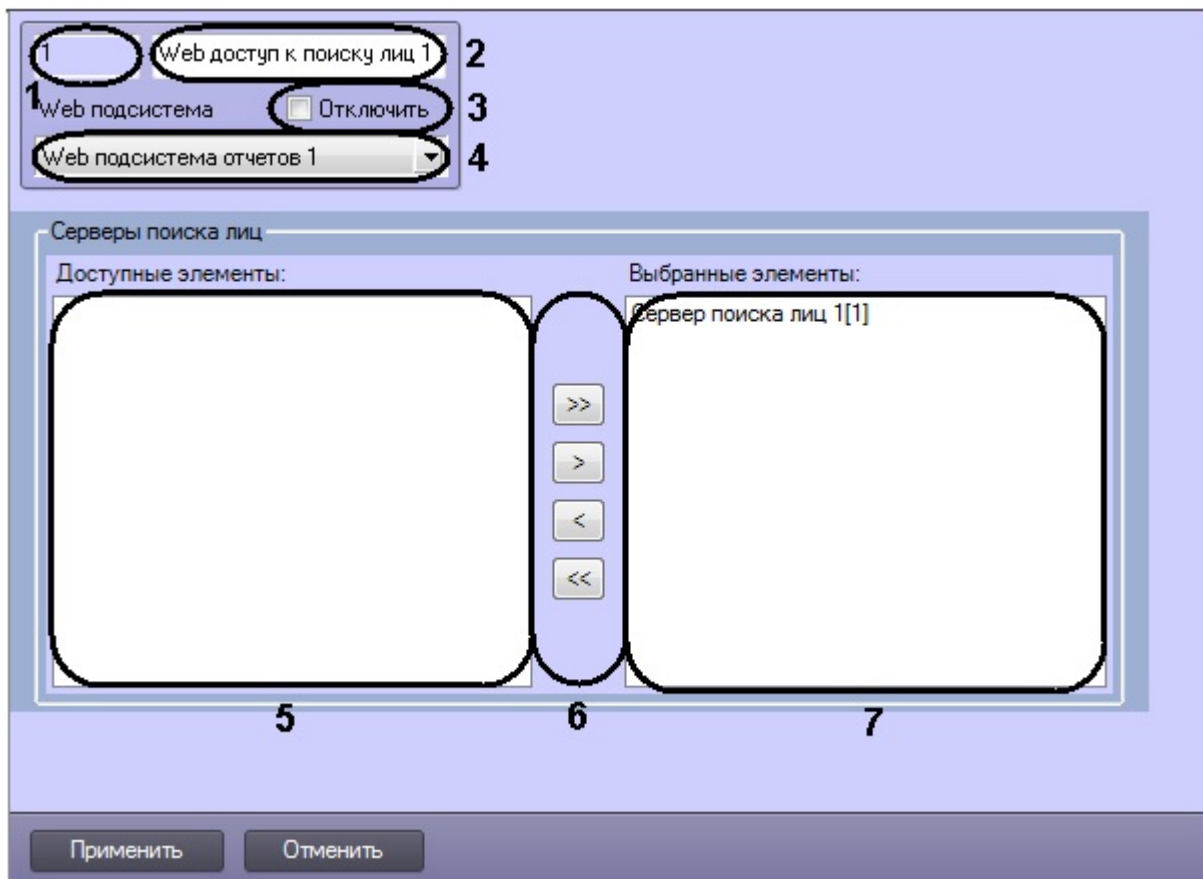 1 Web доступ к поиску лиц 1 2
1 Web подсистема Отключить 3
Web подсистема отчетов 1 4
Серверы поиска лиц
Доступные элементы: Выбранные элементы:
Сервер поиска лиц 1[1]
>>
>
<
<<
5 6 7
Применить Отменить